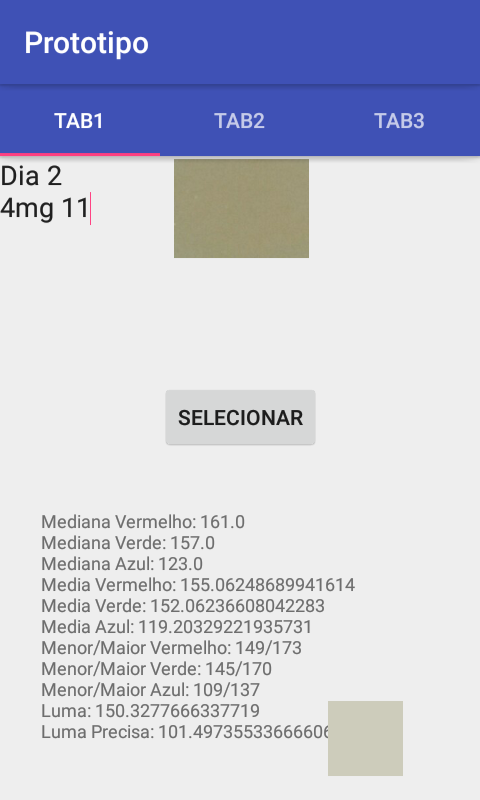 Prototipo
TAB1 TAB2 TAB3
Dia 2
4mg 11
SELECIONAR
Mediana Vermelho: 161.0
Mediana Verde: 157.0
Mediana Azul: 123.0
Media Vermelho: 155.06248689941614
Media Verde: 152.06236608042283
Media Azul: 119.20329221935731
Menor/Maior Vermelho: 149/173
Menor/Maior Verde: 145/170
Menor/Maior Azul: 109/137
Luma: 150.3277666337719
Luma Precisa: 101.49735533666606